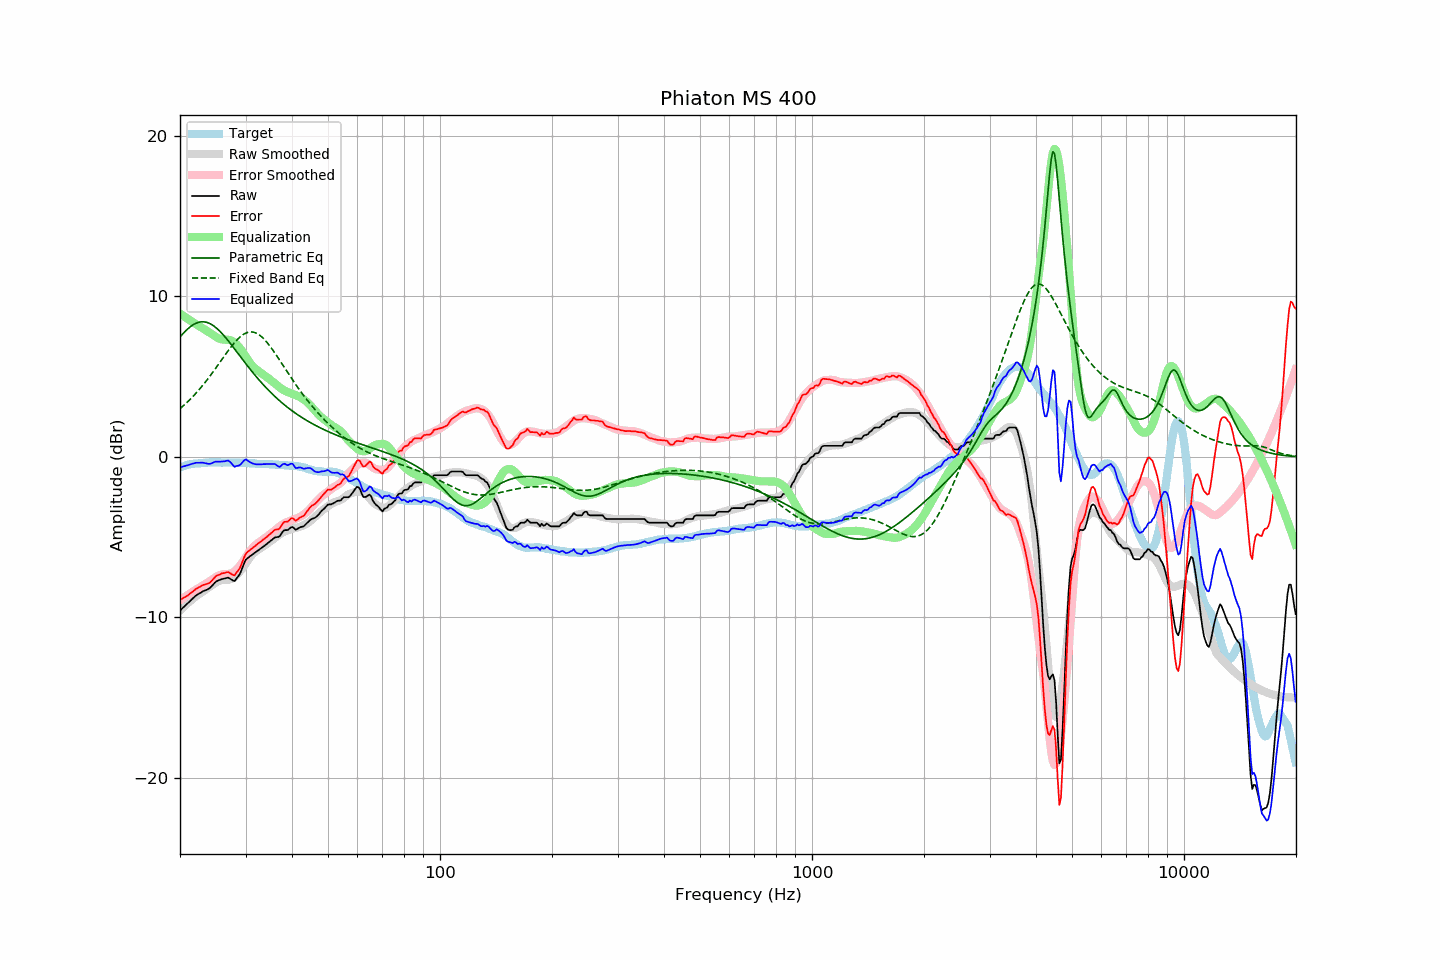 Phiaton MS 400
Target
Raw Smoothed
Error Smoothed
Raw
Error
Equalization
Parametric Eq
Fixed Band Eq
Equalized
20
10
0
−10
−20
Amplitude (dBr)
100
1000
10000
Frequency (Hz)